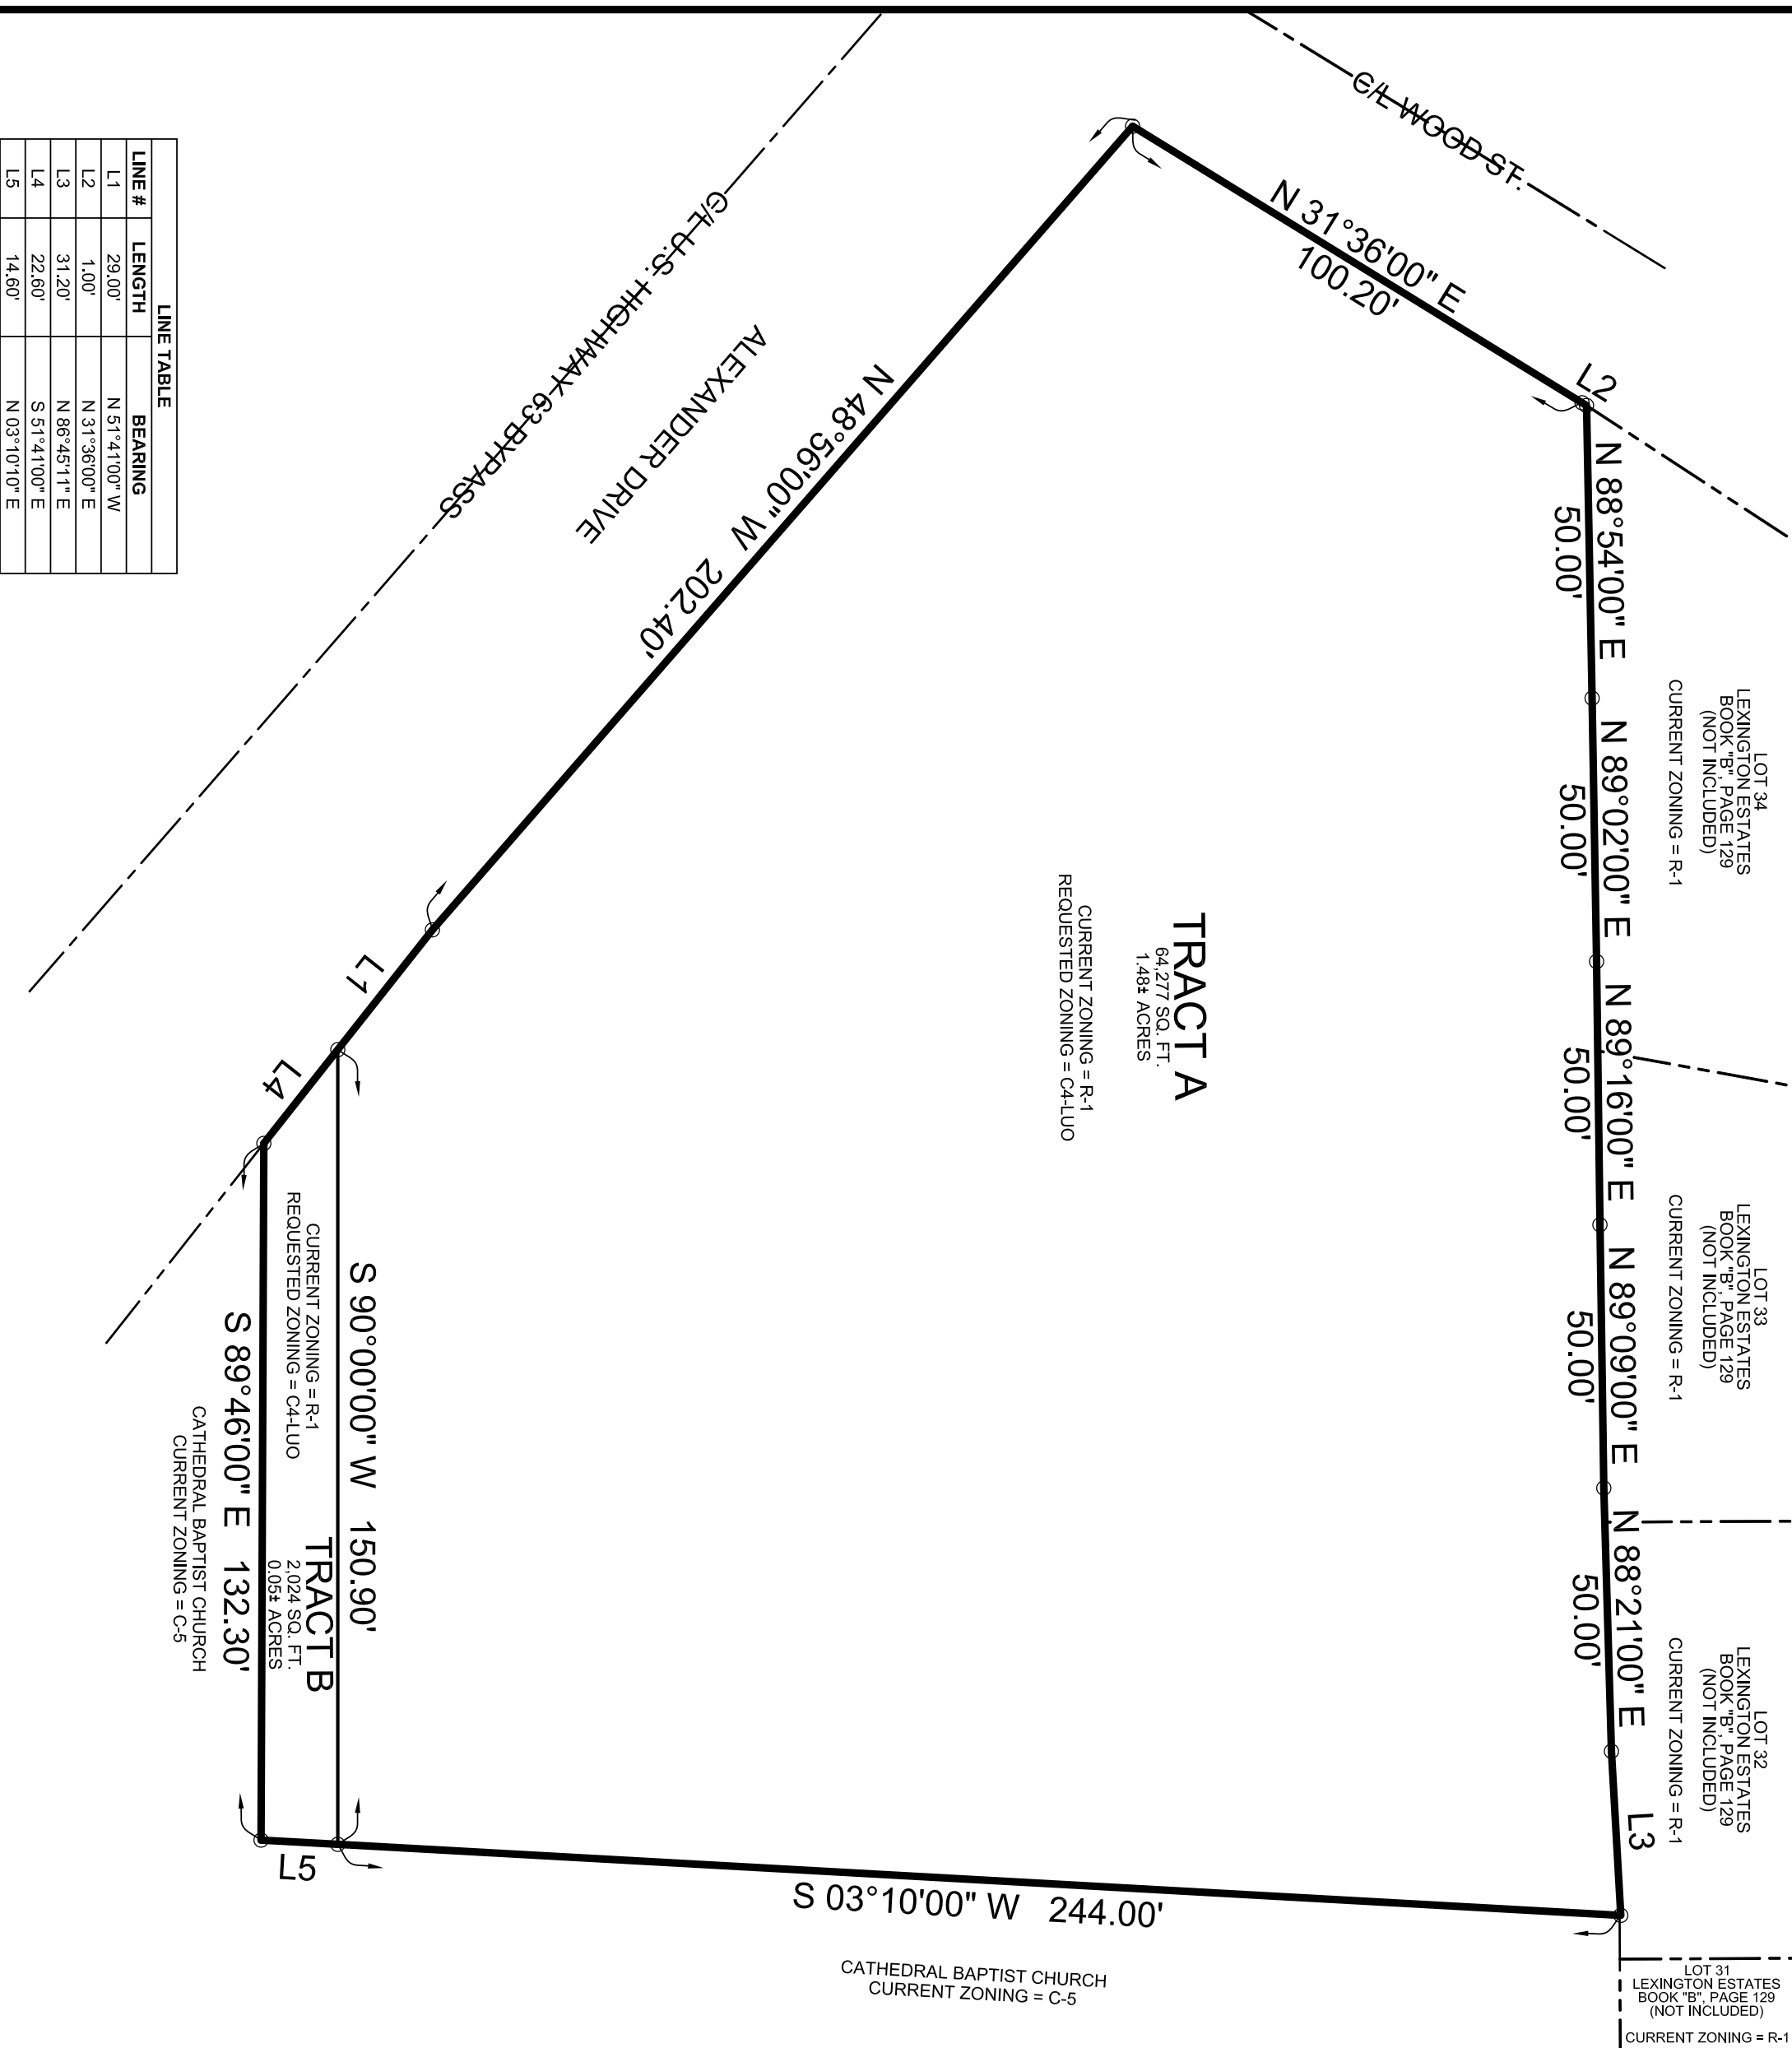 C/L WOOD ST.
N 31°36'00" E
100.20'
L2
C/L U.S. HIGHWAY 63 BYPASS
ALEXANDER DRIVE
N 48°56'00" W 202.40'
N 88°54'00" E
50.00'
N 89°02'00" E
50.00'
N 89°16'00" E
50.00'
N 89°09'00" E
50.00'
N 88°21'00" E
50.00'
L3
LOT 34
LEXINGTON ESTATES
BOOK "B", PAGE 129
(NOT INCLUDED)
CURRENT ZONING = R-1
LOT 33
LEXINGTON ESTATES
BOOK "B", PAGE 129
(NOT INCLUDED)
CURRENT ZONING = R-1
LOT 32
LEXINGTON ESTATES
BOOK "B", PAGE 129
(NOT INCLUDED)
CURRENT ZONING = R-1
LOT 31
LEXINGTON ESTATES
BOOK "B", PAGE 129
(NOT INCLUDED)
CURRENT ZONING = R-1
TRACT A
64,277 SQ. FT.
1.48± ACRES
CURRENT ZONING = R-1
REQUESTED ZONING = C4-LUO
L1
L4
S 90°00'00" W 150.90'
CURRENT ZONING = R-1
REQUESTED ZONING = C4-LUO
TRACT B
2,024 SQ. FT.
0.05± ACRES
S 89°46'00" E 132.30'
CATHEDRAL BAPTIST CHURCH
CURRENT ZONING = C-5
L5
S 03°10'00" W 244.00'
CATHEDRAL BAPTIST CHURCH
CURRENT ZONING = C-5
LINE TABLE
LINE # LENGTH BEARING
L1 29.00' N 51°41'00" W
L2 1.00' N 31°36'00" E
L3 31.20' N 86°45'11" E
L4 22.60' S 51°41'00" E
L5 14.60' N 03°10'10" E